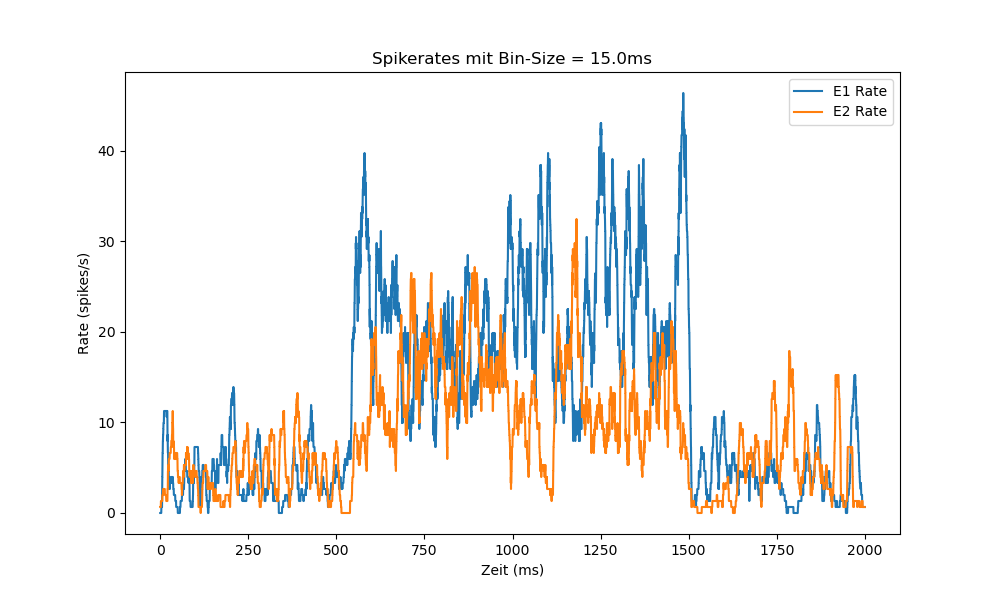 Spikerates mit Bin-Size = 15.0ms
E1 Rate
E2 Rate
40
30
20
10
0
Rate (spikes/s)
0 250 500 750 1000 1250 1500 1750 2000
Zeit (ms)